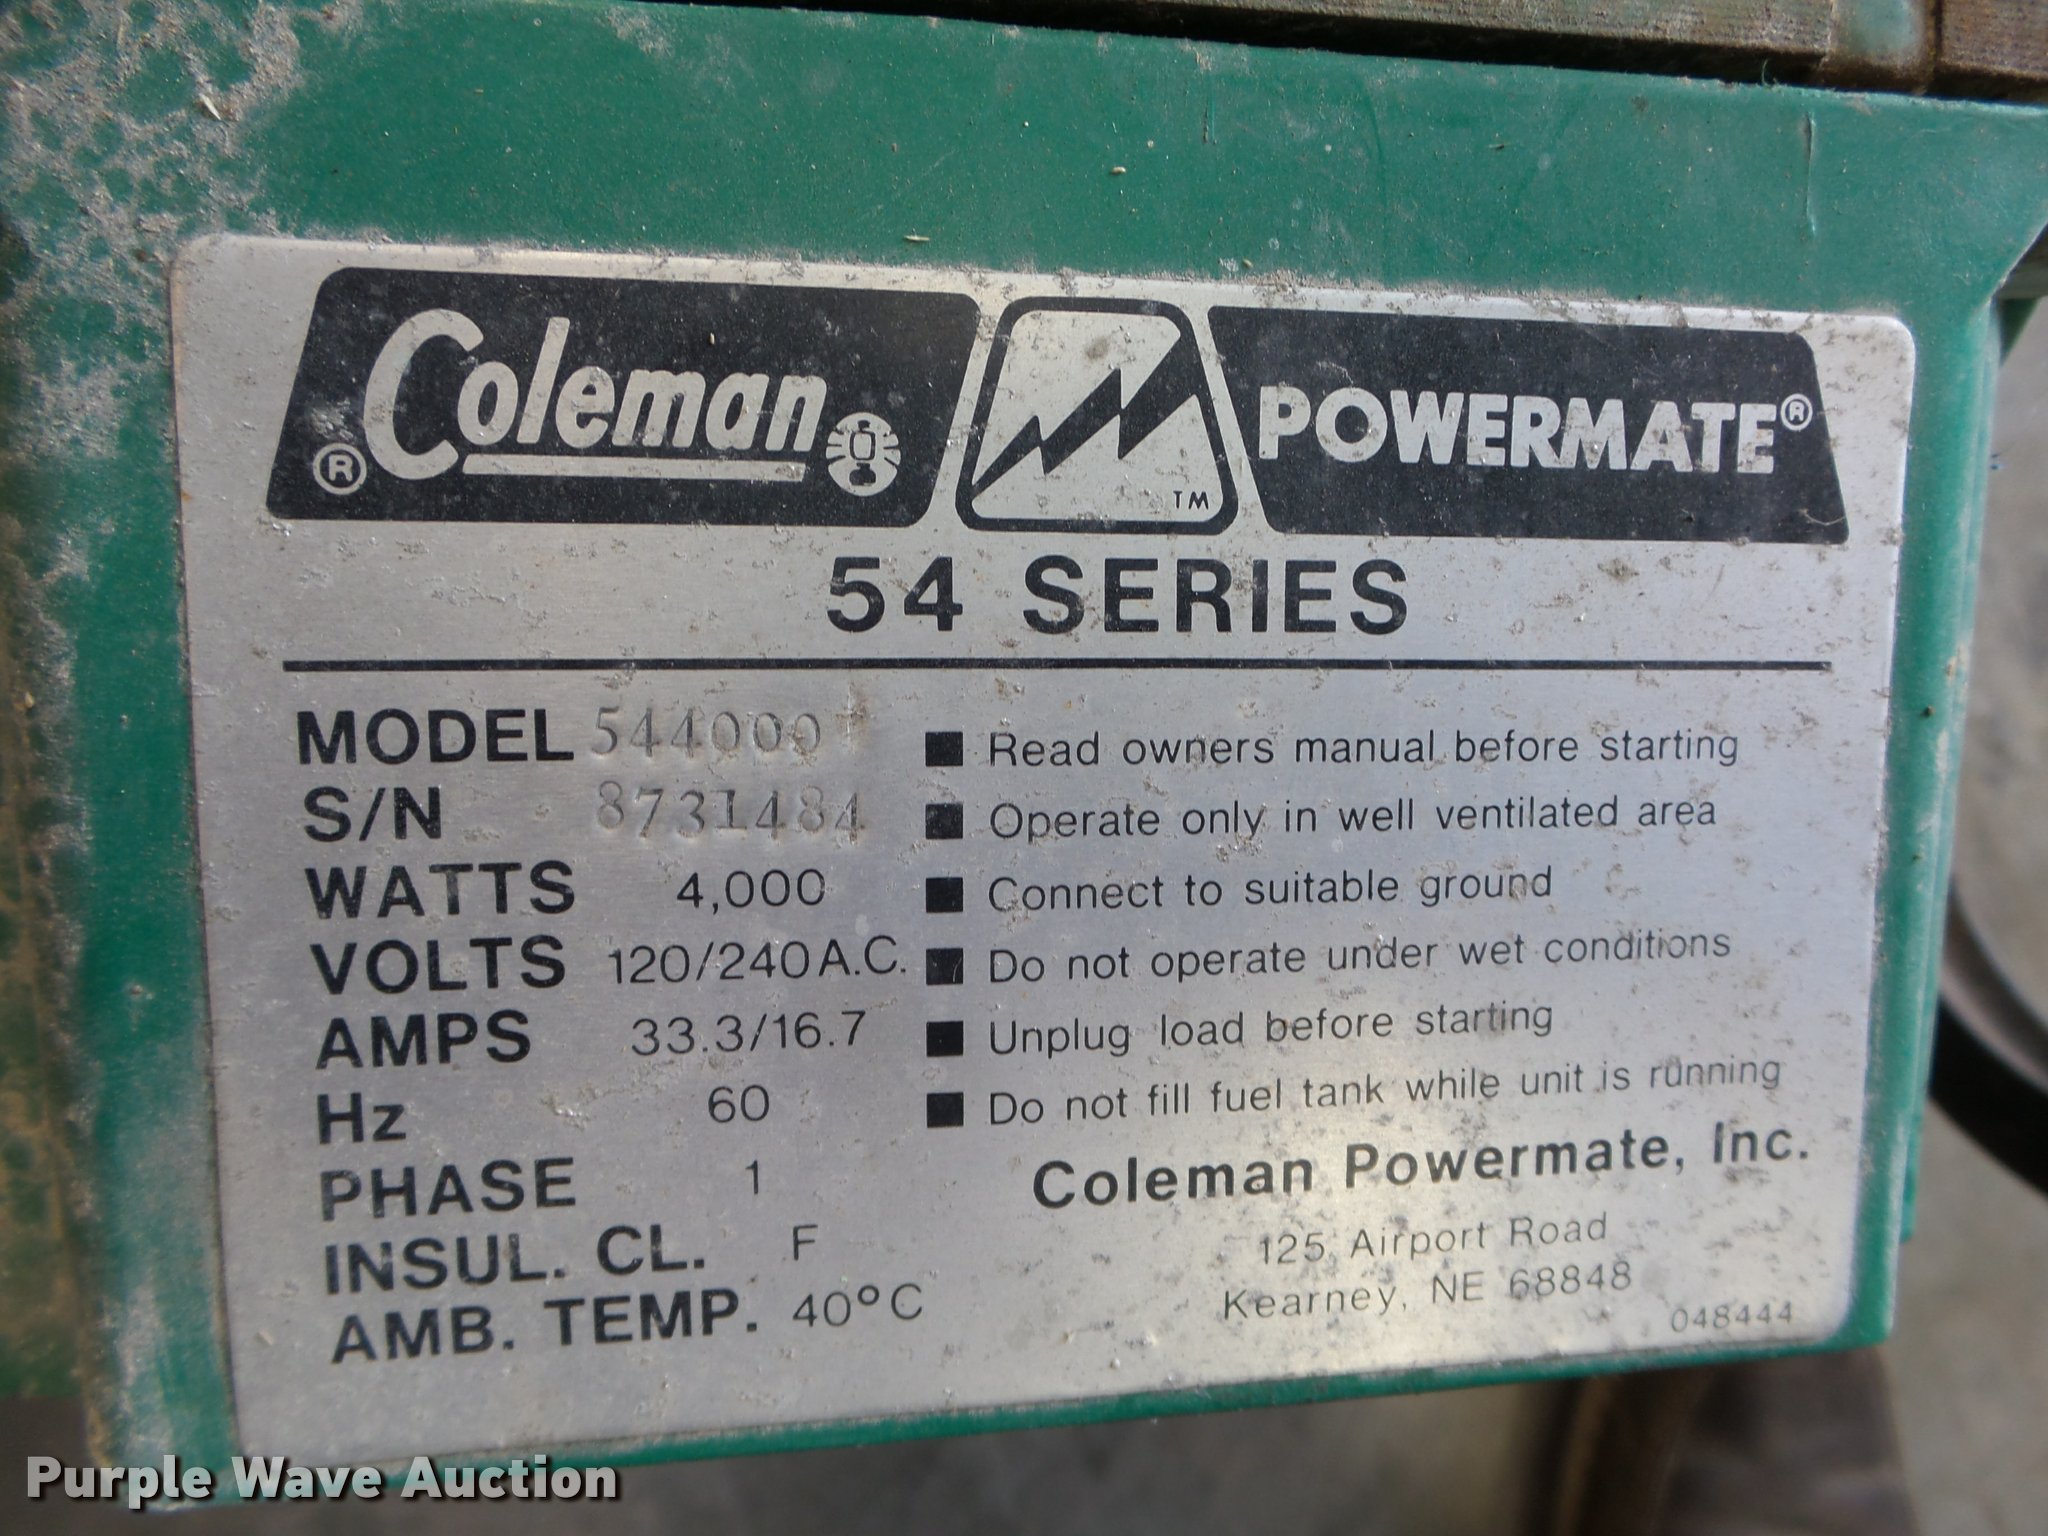 ® Coleman
TM
POWERMATE®
54 SERIES
MODEL 544000
S/N 8731484
WATTS 4,000
VOLTS 120/240 A.C.
AMPS 33.3/16.7
Hz 60
PHASE 1
INSUL. CL. F
AMB. TEMP. 40°C
■ Read owners manual before starting
■ Operate only in well ventilated area
■ Connect to suitable ground
■ Do not operate under wet conditions
■ Unplug load before starting
■ Do not fill fuel tank while unit is running
Coleman Powermate, Inc.
125 Airport Road
Kearney, NE 68848
048444
Purple Wave Auction